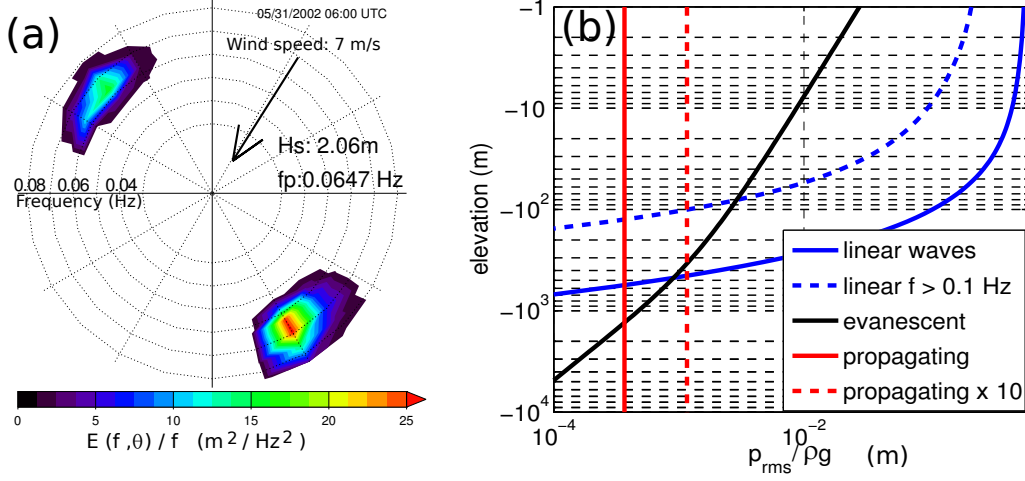 (a)
05/31/2002 06:00 UTC
Wind speed: 7 m/s
Hs: 2.06m
fp:0.0647 Hz
0.08 0.06 0.04
Frequency (Hz)
0 5 10 15 20 25
E (f ,θ) / f (m² / Hz²)
(b)
-1
-10
-10²
-10³
-10⁴
elevation (m)
linear waves
linear f > 0.1 Hz
evanescent
propagating
propagating x 10
10⁻⁴ 10⁻²
p_rms/ρg (m)